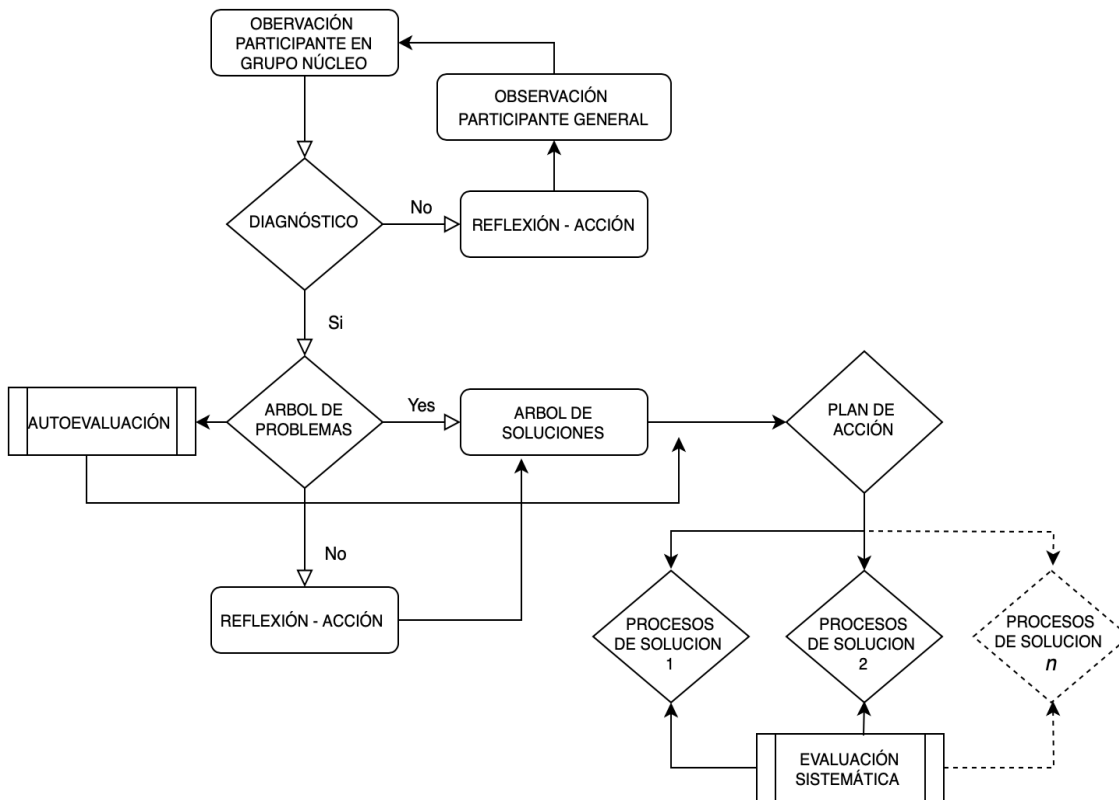 OBERVACIÓN
PARTICIPANTE EN
GRUPO NÚCLEO
OBSERVACIÓN
PARTICIPANTE GENERAL
DIAGNÓSTICO
No
REFLEXIÓN - ACCIÓN
Si
AUTOEVALUACIÓN
ARBOL DE
PROBLEMAS
Yes
ARBOL DE
SOLUCIONES
PLAN DE
ACCIÓN
No
REFLEXIÓN - ACCIÓN
PROCESOS
DE SOLUCION
1
PROCESOS
DE SOLUCION
2
PROCESOS
DE SOLUCION
n
EVALUACIÓN
SISTEMÁTICA